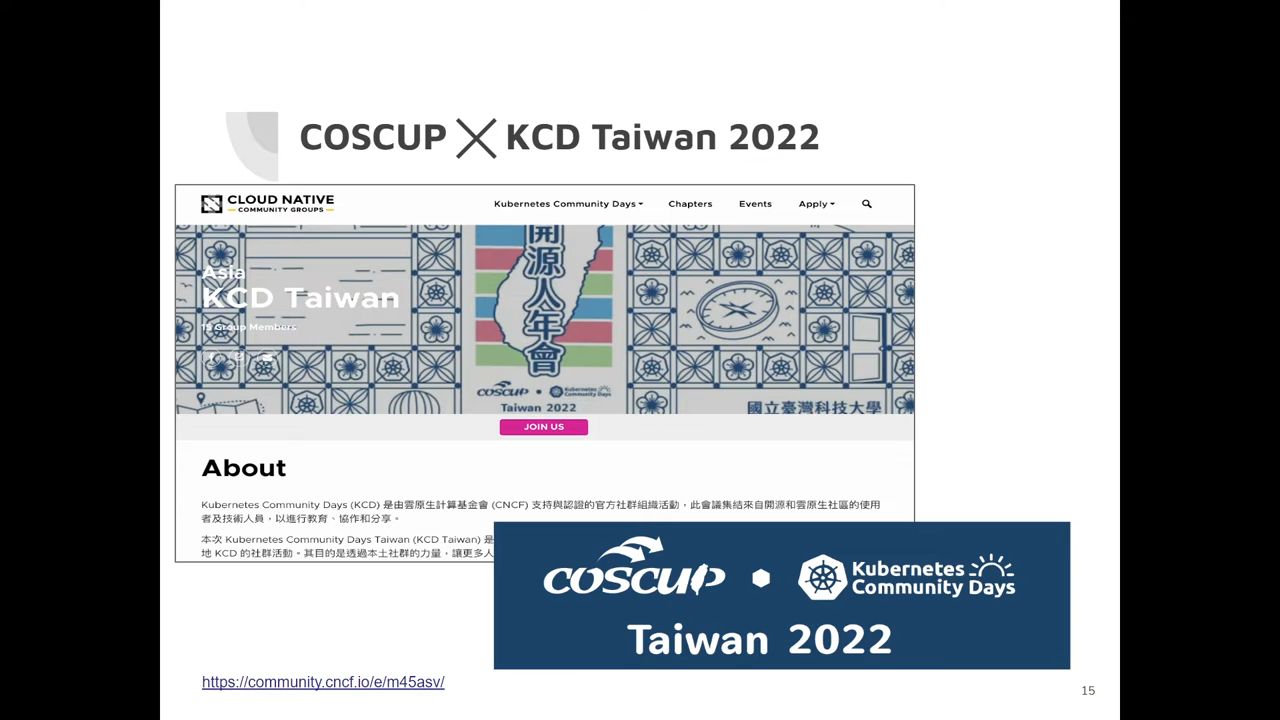 COSCUP X KCD Taiwan 2022
CLOUD NATIVE
COMMUNITY GROUPS
Kubernetes Community Days
Chapters
Events
Apply
Asia
KCD Taiwan
15 Group Members
開源人年會
COSCUP
Kubernetes Community Days
Taiwan 2022
國立臺灣科技大學
JOIN US
About
Kubernetes Community Days (KCD) 是由雲原生計算基金會 (CNCF) 支持與認證的官方社群組織活動，此會議集結來自開源和雲原生社區的使用
者及技術人員，以進行教育、協作和分享。
本次 Kubernetes Community Days Taiwan (KCD Taiwan) 是
地 KCD 的社群活動。其目的是透過本土社群的力量，讓更多人
COSCUP
Kubernetes
Community Days
Taiwan 2022
https://community.cncf.io/e/m45asv/
15